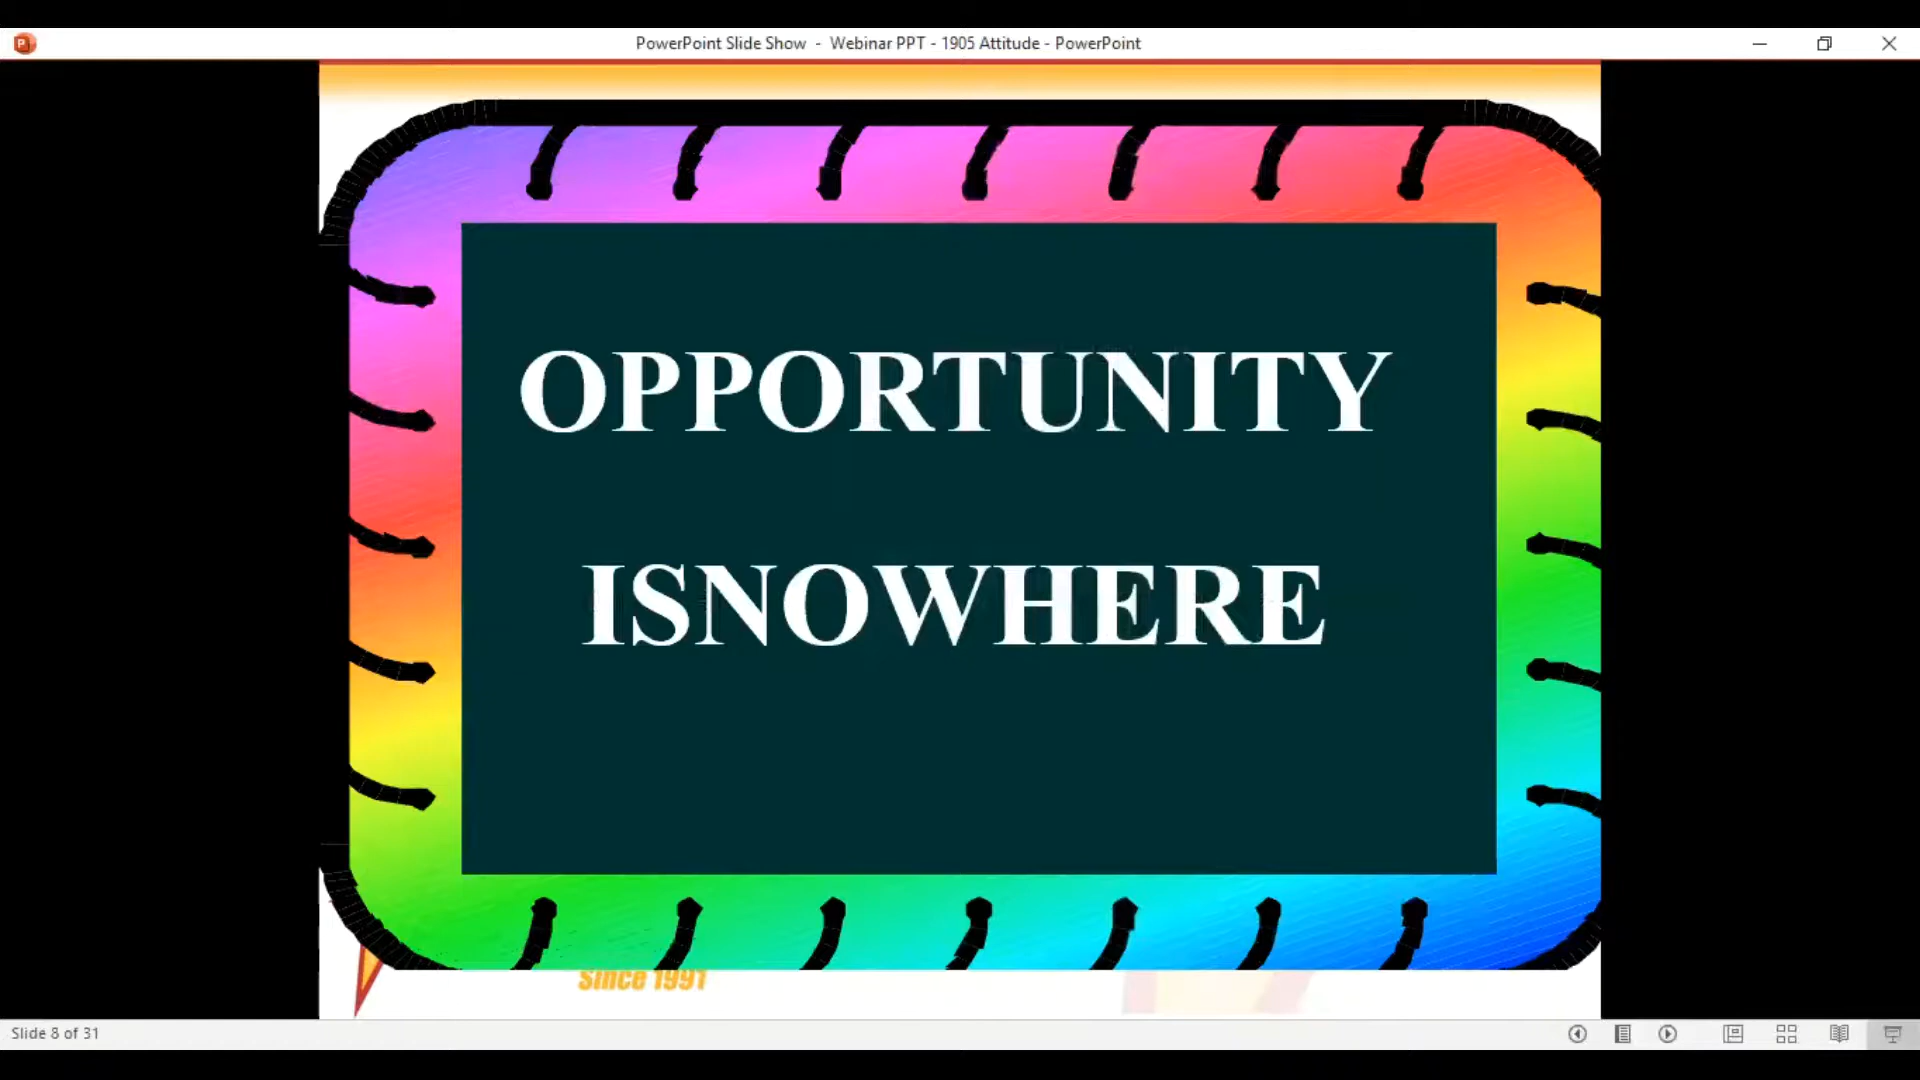 PowerPoint Slide Show - Webinar PPT - 1905 Attitude - PowerPoint
OPPORTUNITY
ISNOWHERE
Since 1991
Slide 8 of 31